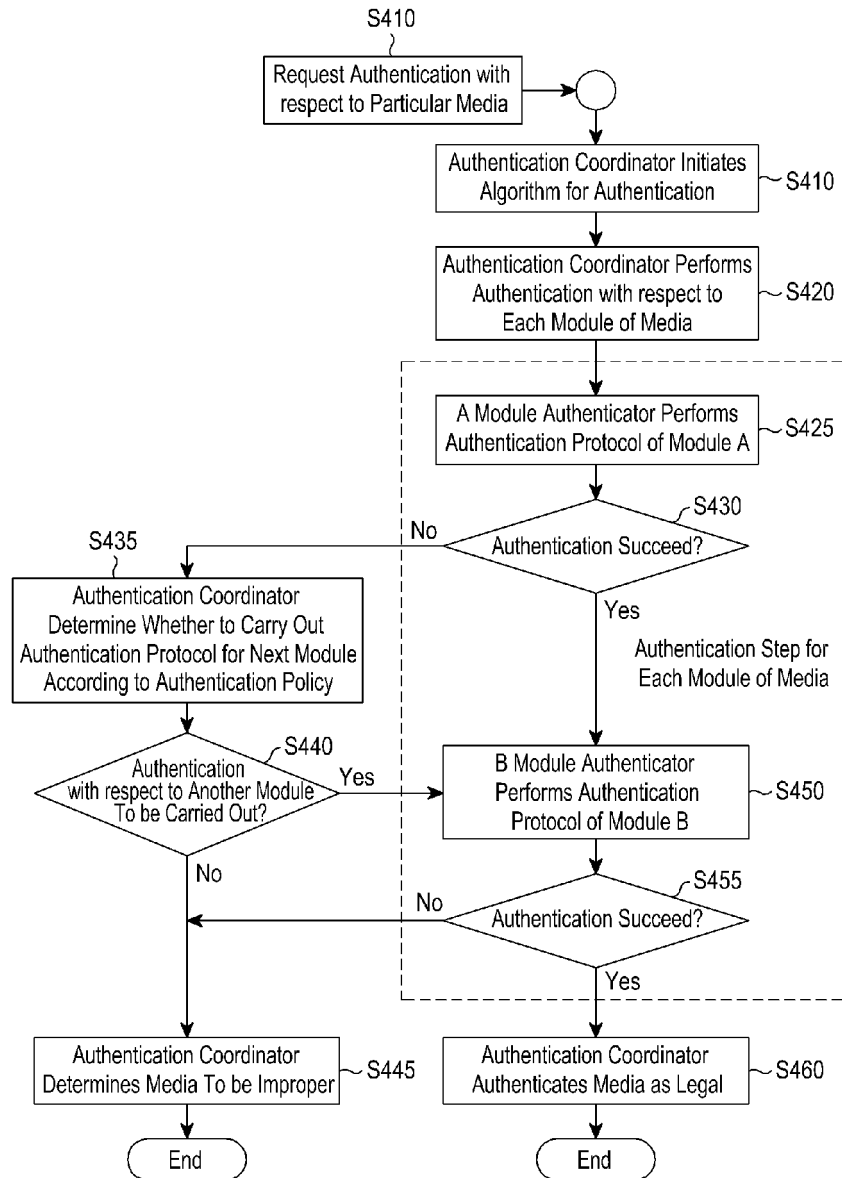 S410
Request Authentication with
respect to Particular Media
Authentication Coordinator Initiates
Algorithm for Authentication
S410
Authentication Coordinator Performs
Authentication with respect to
Each Module of Media
S420
A Module Authenticator Performs
Authentication Protocol of Module A
S425
S430
Authentication Succeed?
No
Yes
S435
Authentication Coordinator
Determine Whether to Carry Out
Authentication Protocol for Next Module
According to Authentication Policy
Authentication Step for
Each Module of Media
S440
Authentication
with respect to Another Module
To be Carried Out?
Yes
No
B Module Authenticator
Performs Authentication
Protocol of Module B
S450
S455
Authentication Succeed?
No
Yes
Authentication Coordinator
Determines Media To be Improper
S445
Authentication Coordinator
Authenticates Media as Legal
S460
End
End